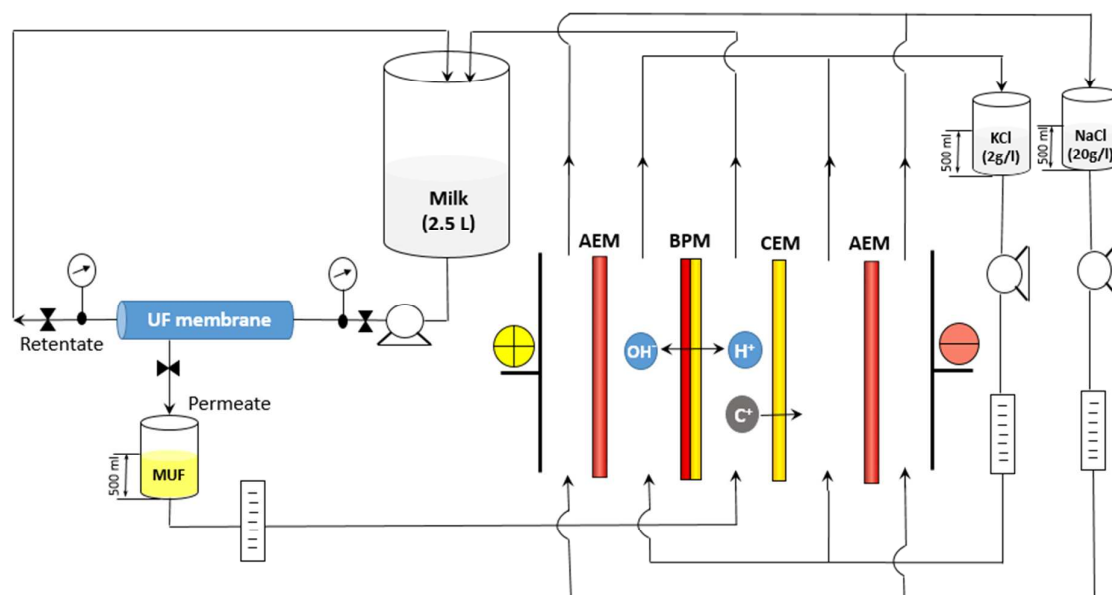 KCl
(2g/l)
500 ml
NaCl
(20g/l)
500 ml
Milk
(2.5 L)
AEM
BPM
CEM
AEM
UF membrane
Retentate
OH⁻
H⁺
C⁺
Permeate
MUF
500 ml